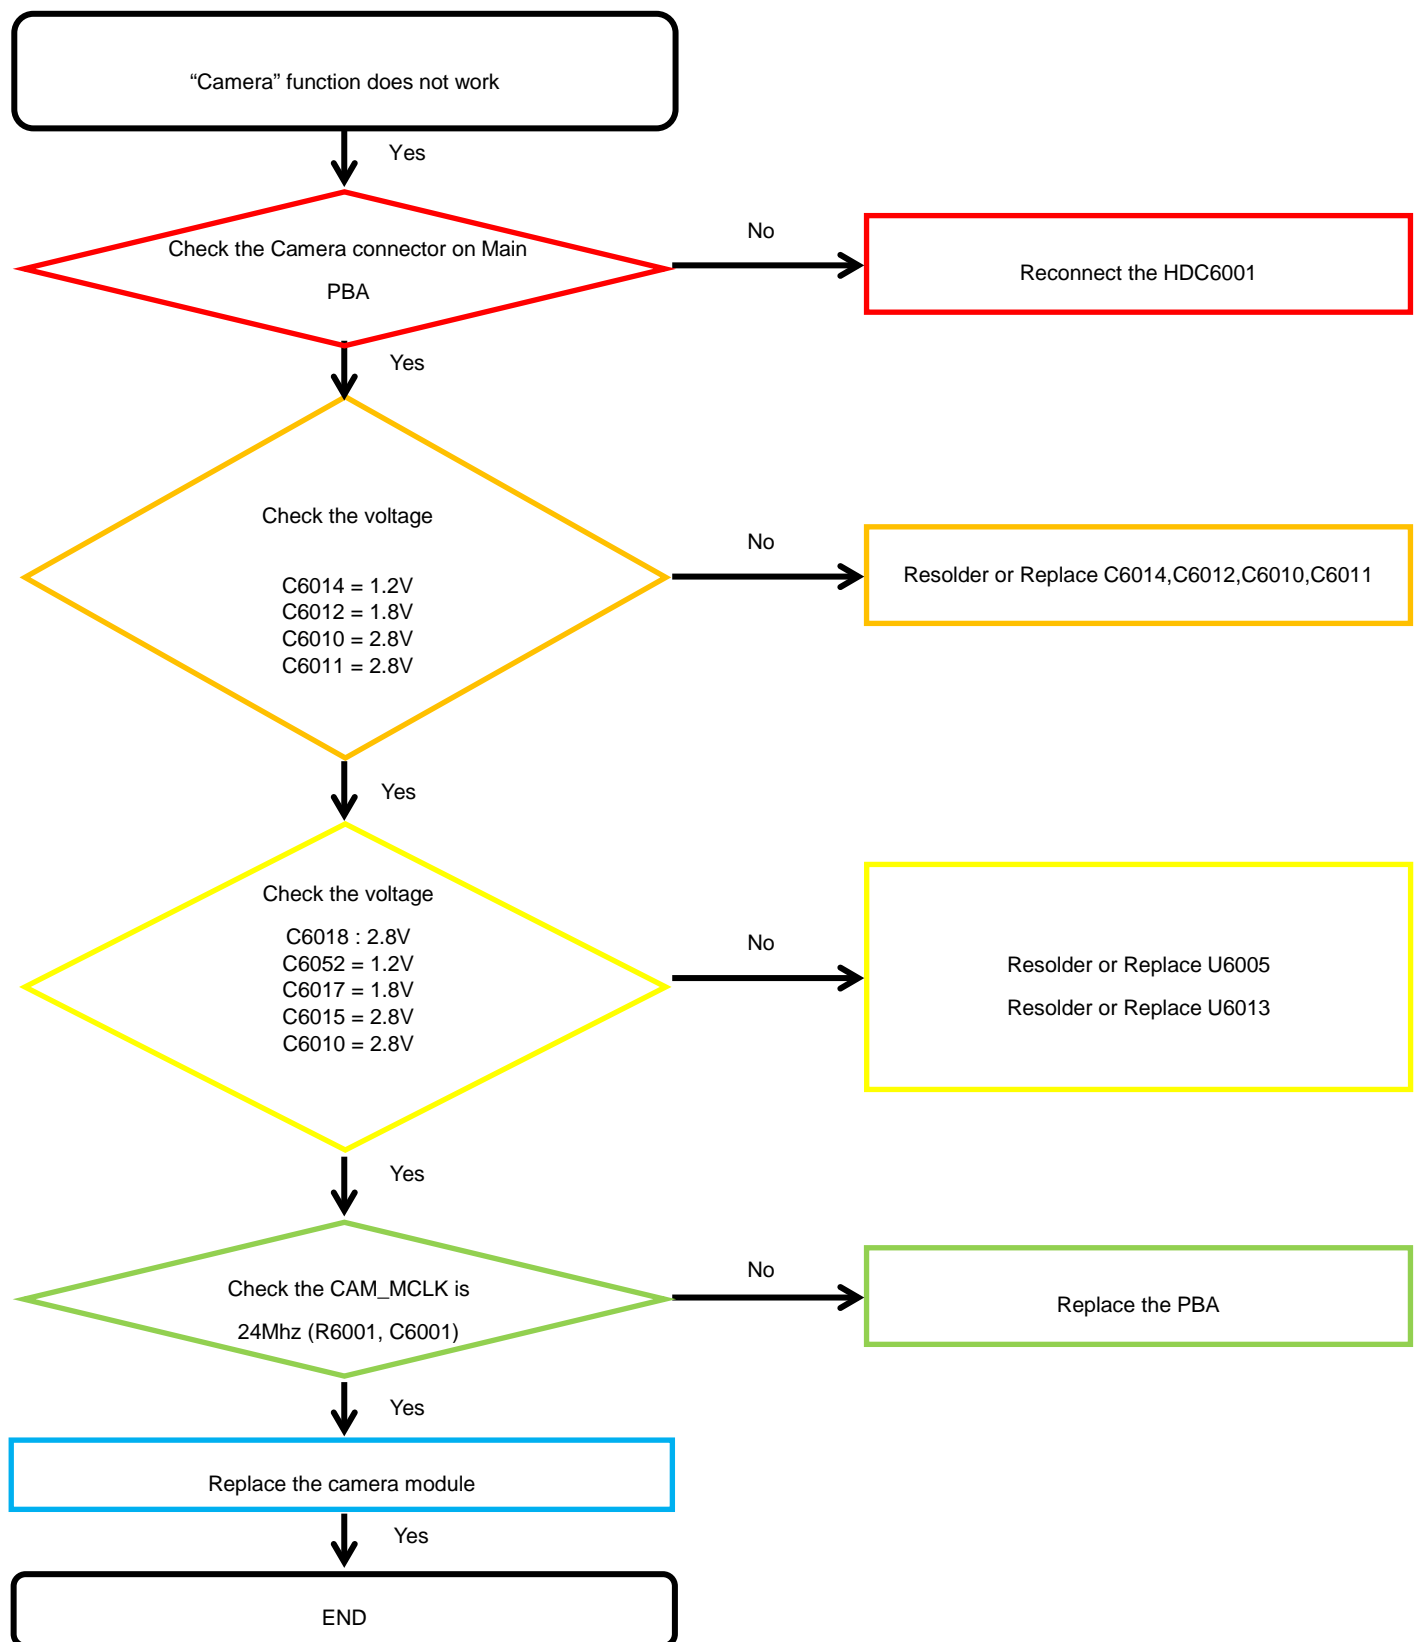 “Camera” function does not work
Yes
Check the Camera connector on Main
PBA
No
Reconnect the HDC6001
Yes
Check the voltage
C6014 = 1.2V
C6012 = 1.8V
C6010 = 2.8V
C6011 = 2.8V
No
Resolder or Replace C6014,C6012,C6010,C6011
Yes
Check the voltage
C6018 : 2.8V
C6052 = 1.2V
C6017 = 1.8V
C6015 = 2.8V
C6010 = 2.8V
No
Resolder or Replace U6005
Resolder or Replace U6013
Yes
Check the CAM_MCLK is
24Mhz (R6001, C6001)
No
Replace the PBA
Yes
Replace the camera module
Yes
END